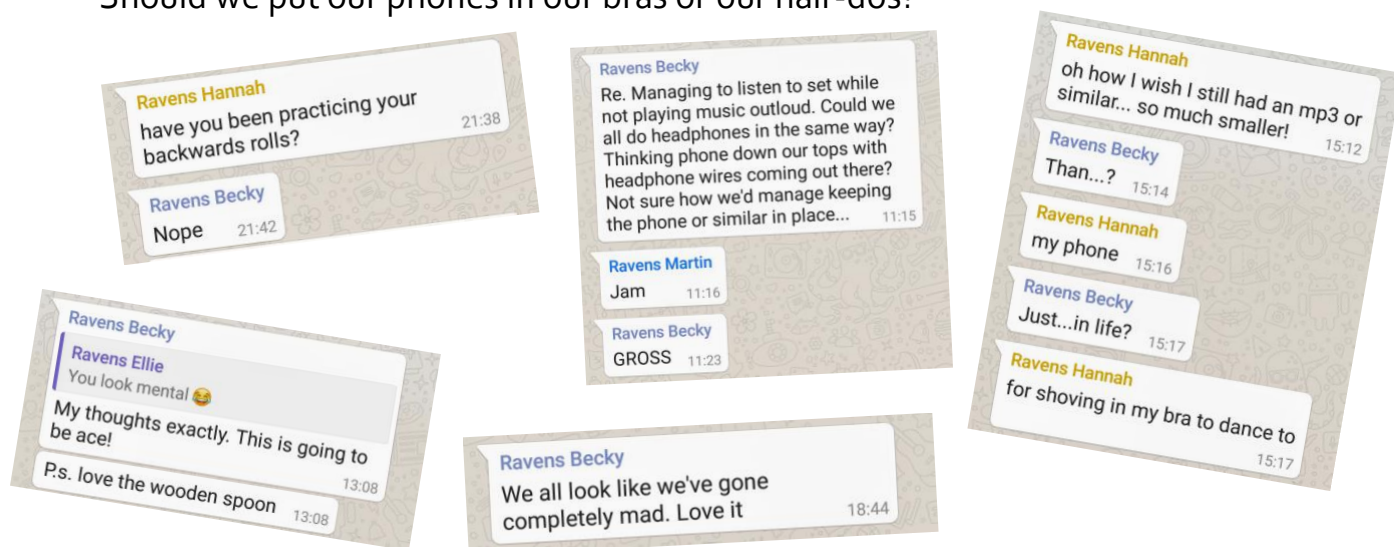 Should we put our phones in our bras or our hair-dos?
Ravens Hannah
have you been practicing your
backwards rolls?
21:38
Ravens Becky
Nope 21:42
Ravens Becky
Re. Managing to listen to set while
not playing music outloud. Could we
all do headphones in the same way?
Thinking phone down our tops with
headphone wires coming out there?
Not sure how we'd manage keeping
the phone or similar in place... 11:15
Ravens Martin
Jam 11:16
Ravens Becky
GROSS 11:23
Ravens Hannah
oh how I wish I still had an mp3 or
similar... so much smaller!
15:12
Ravens Becky
Than...? 15:14
Ravens Hannah
my phone 15:16
Ravens Becky
Just...in life? 15:17
Ravens Hannah
for shoving in my bra to dance to
15:17
Ravens Becky
Ravens Ellie
You look mental 😂
My thoughts exactly. This is going to
be ace!
13:08
P.s. love the wooden spoon 13:08
Ravens Becky
We all look like we've gone
completely mad. Love it 18:44